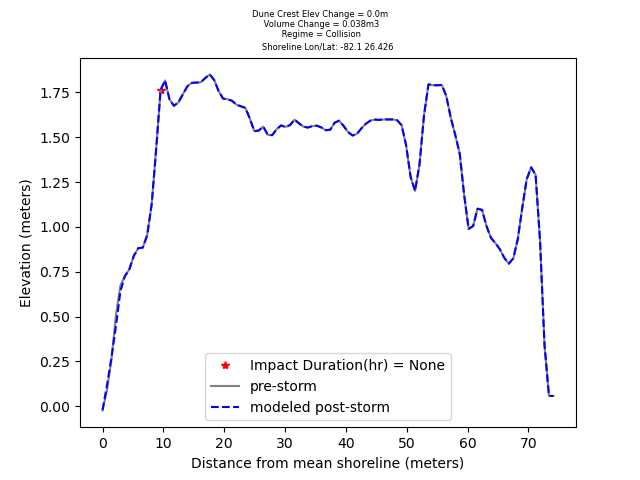 Dune Crest Elev Change = 0.0m
Volume Change = 0.038m3
Regime = Collision
Shoreline Lon/Lat: -82.1 26.426
1.75
1.50
1.25
1.00
0.75
0.50
0.25
0.00
Elevation (meters)
Impact Duration(hr) = None
pre-storm
modeled post-storm
0 10 20 30 40 50 60 70
Distance from mean shoreline (meters)